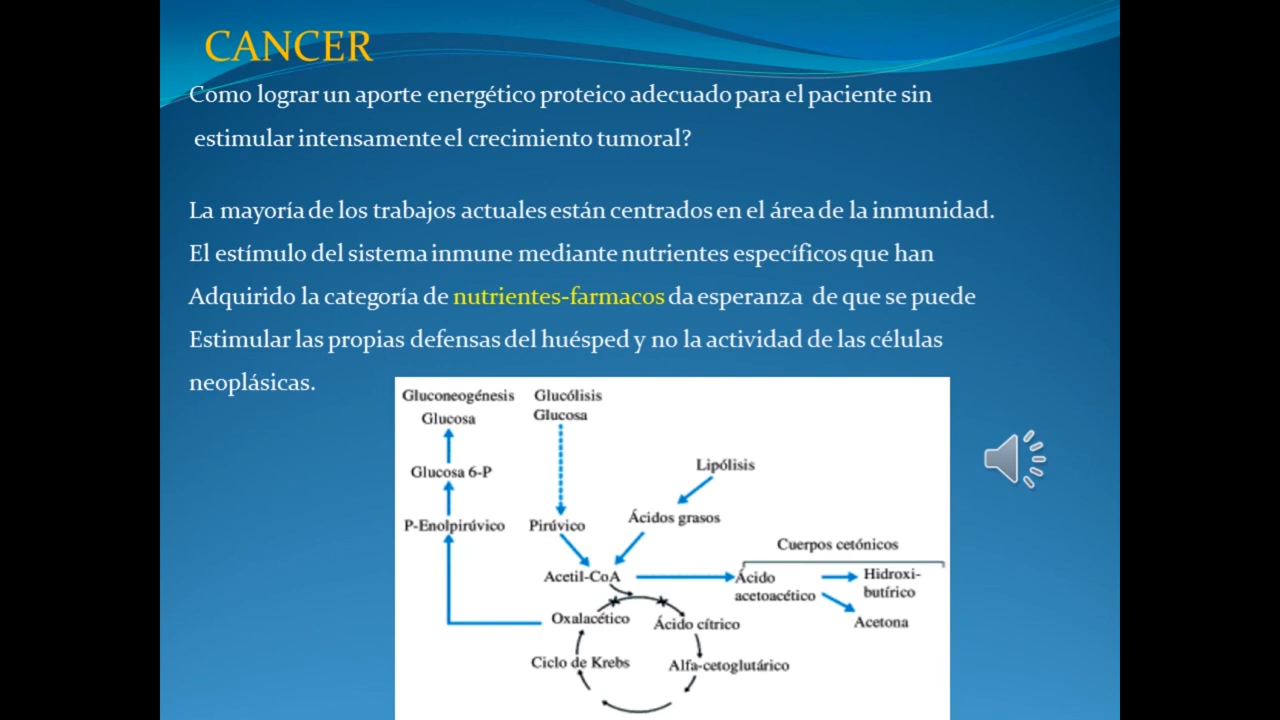 CANCER
Como lograr un aporte energético proteico adecuado para el paciente sin
estimular intensamente el crecimiento tumoral?
La mayoría de los trabajos actuales están centrados en el área de la inmunidad.
El estímulo del sistema inmune mediante nutrientes específicos que han
Adquirido la categoría de nutrientes-farmacos da esperanza de que se puede
Estimular las propias defensas del huésped y no la actividad de las células
neoplásicas.
Gluconeogénesis
Glucólisis
Glucosa
Glucosa
Lipólisis
Glucosa 6-P
Ácidos grasos
P-Enolpirúvico
Pirúvico
Cuerpos cetónicos
Acetil-CoA
Ácido
acetoacético
Hidroxi-
butírico
Acetona
Oxalacético
Ácido cítrico
Ciclo de Krebs
Alfa-cetoglutárico